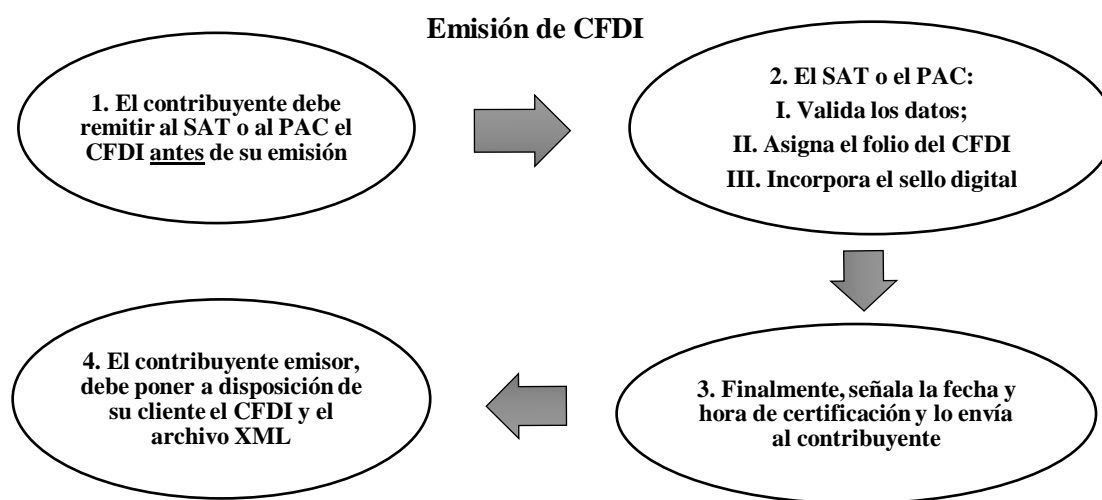 Emisión de CFDI
1. El contribuyente debe
remitir al SAT o al PAC el
CFDI antes de su emisión
2. El SAT o el PAC:
I. Valida los datos;
II. Asigna el folio del CFDI
III. Incorpora el sello digital
3. Finalmente, señala la fecha y
hora de certificación y lo envía
al contribuyente
4. El contribuyente emisor,
debe poner a disposición de
su cliente el CFDI y el
archivo XML